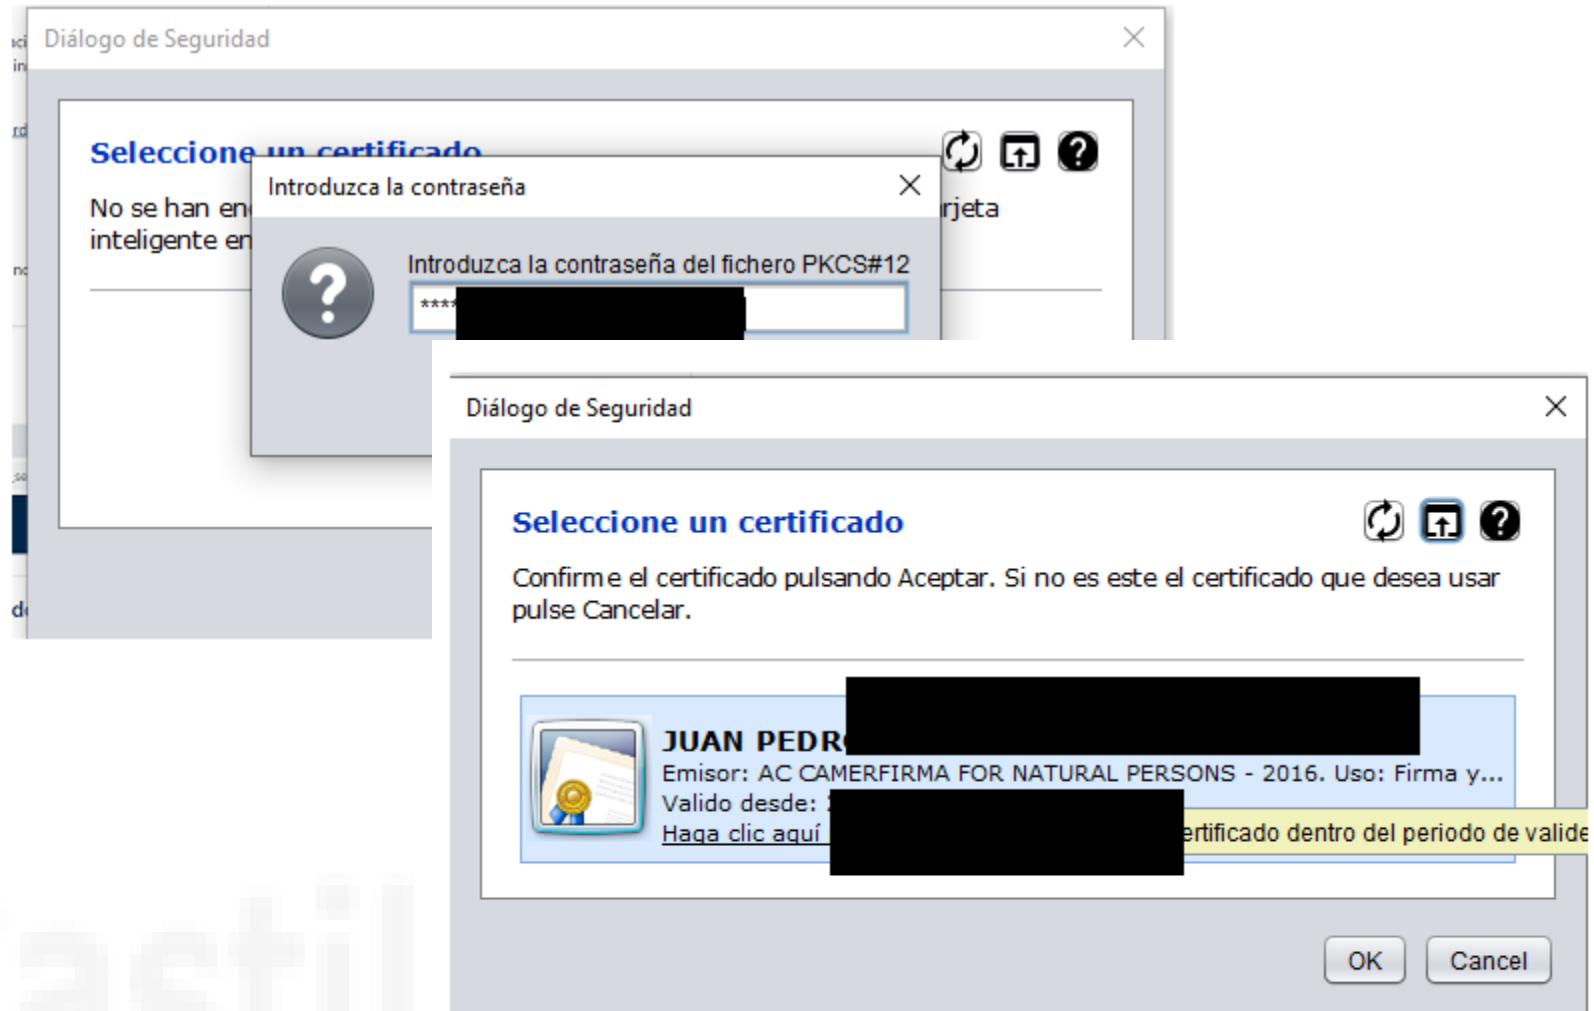 Diálogo de Seguridad
Seleccione un certificado
Introduzca la contraseña
No se han
inteligente
Introduzca la contraseña del fichero PKCS#12
****
Diálogo de Seguridad
Seleccione un certificado
Confirme el certificado pulsando Aceptar. Si no es este el certificado que desea usar
pulse Cancelar.
JUAN PEDR
Emisor: AC CAMERFIRMA FOR NATURAL PERSONS - 2016. Uso: Firma y...
Valido desde:
Haga clic aquí
ertificado dentro del periodo de valide
OK Cancel